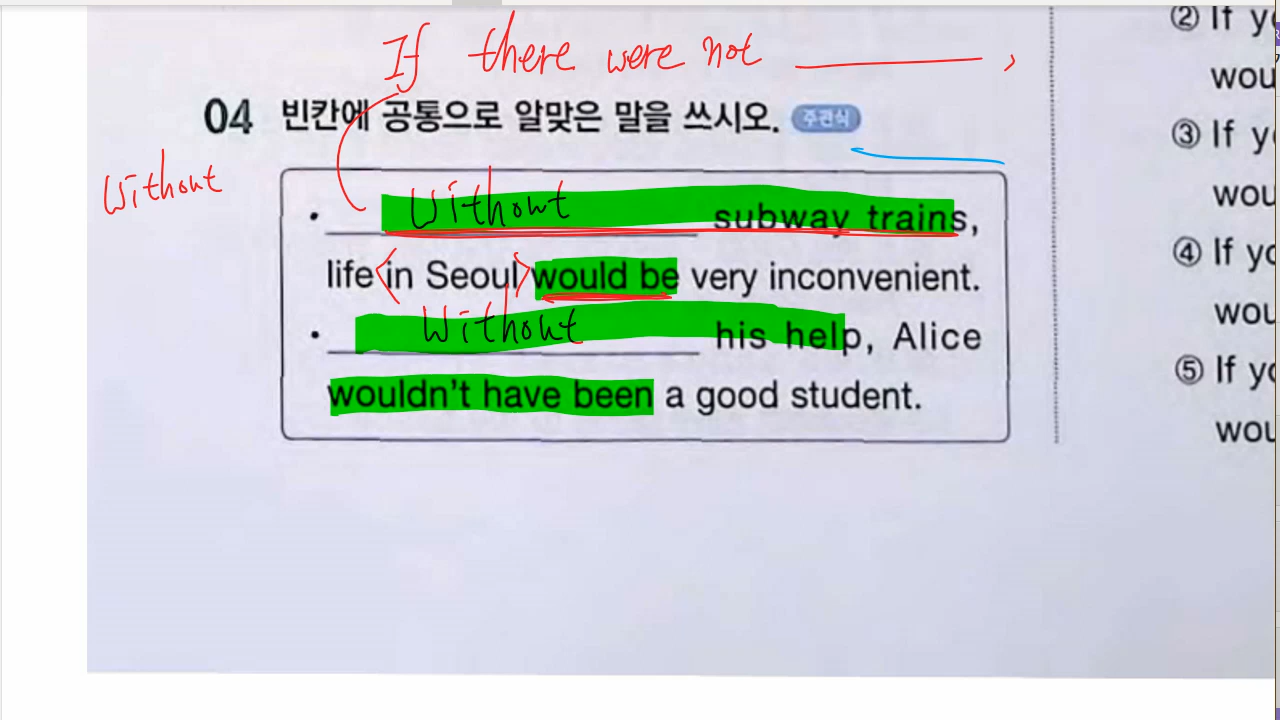 If there were not ________ ,
04 빈칸에 공통으로 알맞은 말을 쓰시오. 주관식
Without
• Without subway trains,
life <in Seoul> would be very inconvenient.
• Without his help, Alice
wouldn't have been a good student.
② If yo
wou
③ If yo
wou
④ If yo
wou
⑤ If yo
wou